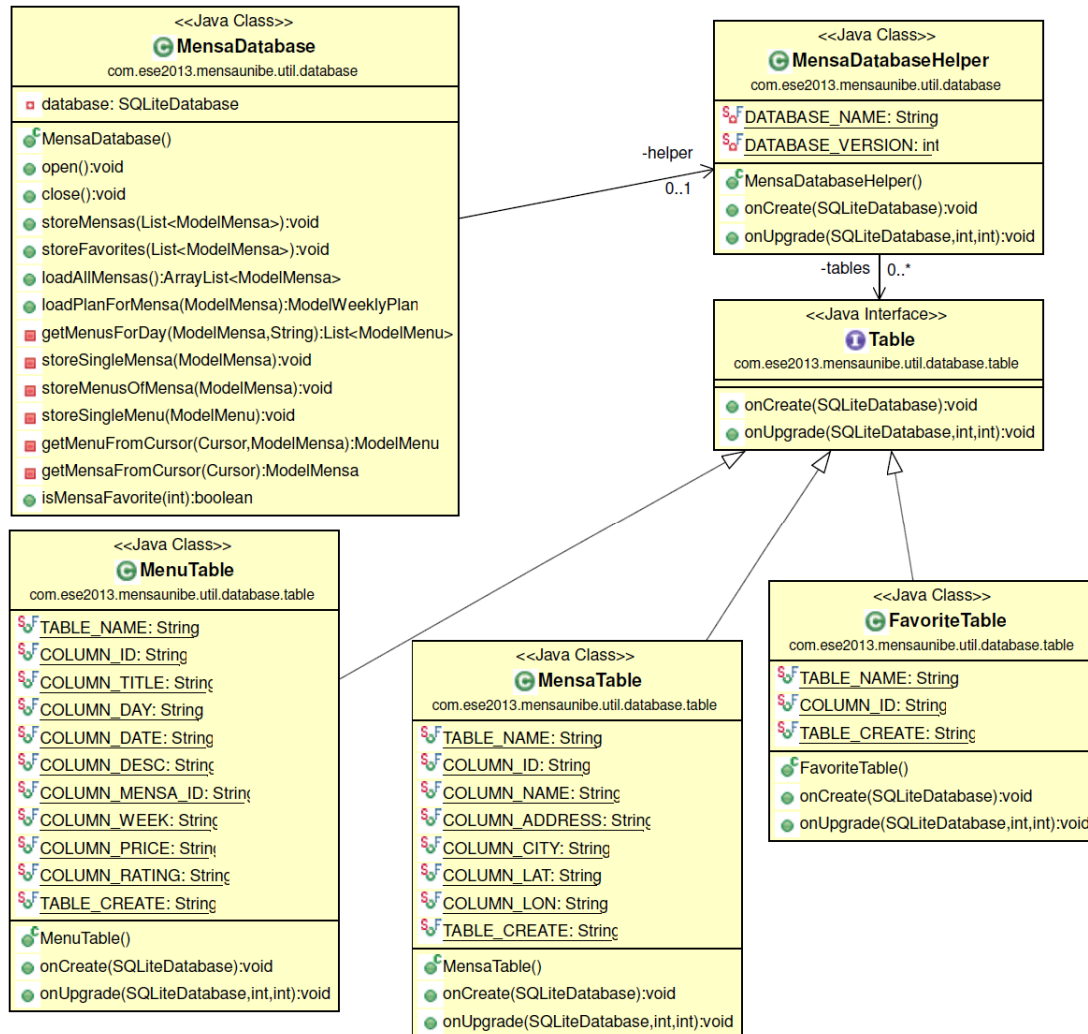 <<Java Class>>
MensaDatabase
com.ese2013.mensaunibe.util.database
database: SQLiteDatabase
MensaDatabase()
open():void
close():void
storeMensas(List<ModelMensa>):void
storeFavorites(List<ModelMensa>):void
loadAllMensas():ArrayList<ModelMensa>
loadPlanForMensa(ModelMensa):ModelWeeklyPlan
getMenusForDay(ModelMensa,String):List<ModelMenu>
storeSingleMensa(ModelMensa):void
storeMenusOfMensa(ModelMensa):void
storeSingleMenu(ModelMenu):void
getMenuFromCursor(Cursor,ModelMensa):ModelMenu
getMensaFromCursor(Cursor):ModelMensa
isMensaFavorite(int):boolean
-helper
0..1
<<Java Class>>
MensaDatabaseHelper
com.ese2013.mensaunibe.util.database
DATABASE_NAME: String
DATABASE_VERSION: int
MensaDatabaseHelper()
onCreate(SQLiteDatabase):void
onUpgrade(SQLiteDatabase,int,int):void
-tables
0..*
<<Java Interface>>
Table
com.ese2013.mensaunibe.util.database.table
onCreate(SQLiteDatabase):void
onUpgrade(SQLiteDatabase,int,int):void
<<Java Class>>
MenuTable
com.ese2013.mensaunibe.util.database.table
TABLE_NAME: String
COLUMN_ID: String
COLUMN_TITLE: String
COLUMN_DAY: String
COLUMN_DATE: String
COLUMN_DESC: String
COLUMN_MENSA_ID: String
COLUMN_WEEK: String
COLUMN_PRICE: String
COLUMN_RATING: String
TABLE_CREATE: String
MenuTable()
onCreate(SQLiteDatabase):void
onUpgrade(SQLiteDatabase,int,int):void
<<Java Class>>
MensaTable
com.ese2013.mensaunibe.util.database.table
TABLE_NAME: String
COLUMN_ID: String
COLUMN_NAME: String
COLUMN_ADDRESS: String
COLUMN_CITY: String
COLUMN_LAT: String
COLUMN_LON: String
TABLE_CREATE: String
MensaTable()
onCreate(SQLiteDatabase):void
onUpgrade(SQLiteDatabase,int,int):void
<<Java Class>>
FavoriteTable
com.ese2013.mensaunibe.util.database.table
TABLE_NAME: String
COLUMN_ID: String
TABLE_CREATE: String
FavoriteTable()
onCreate(SQLiteDatabase):void
onUpgrade(SQLiteDatabase,int,int):void